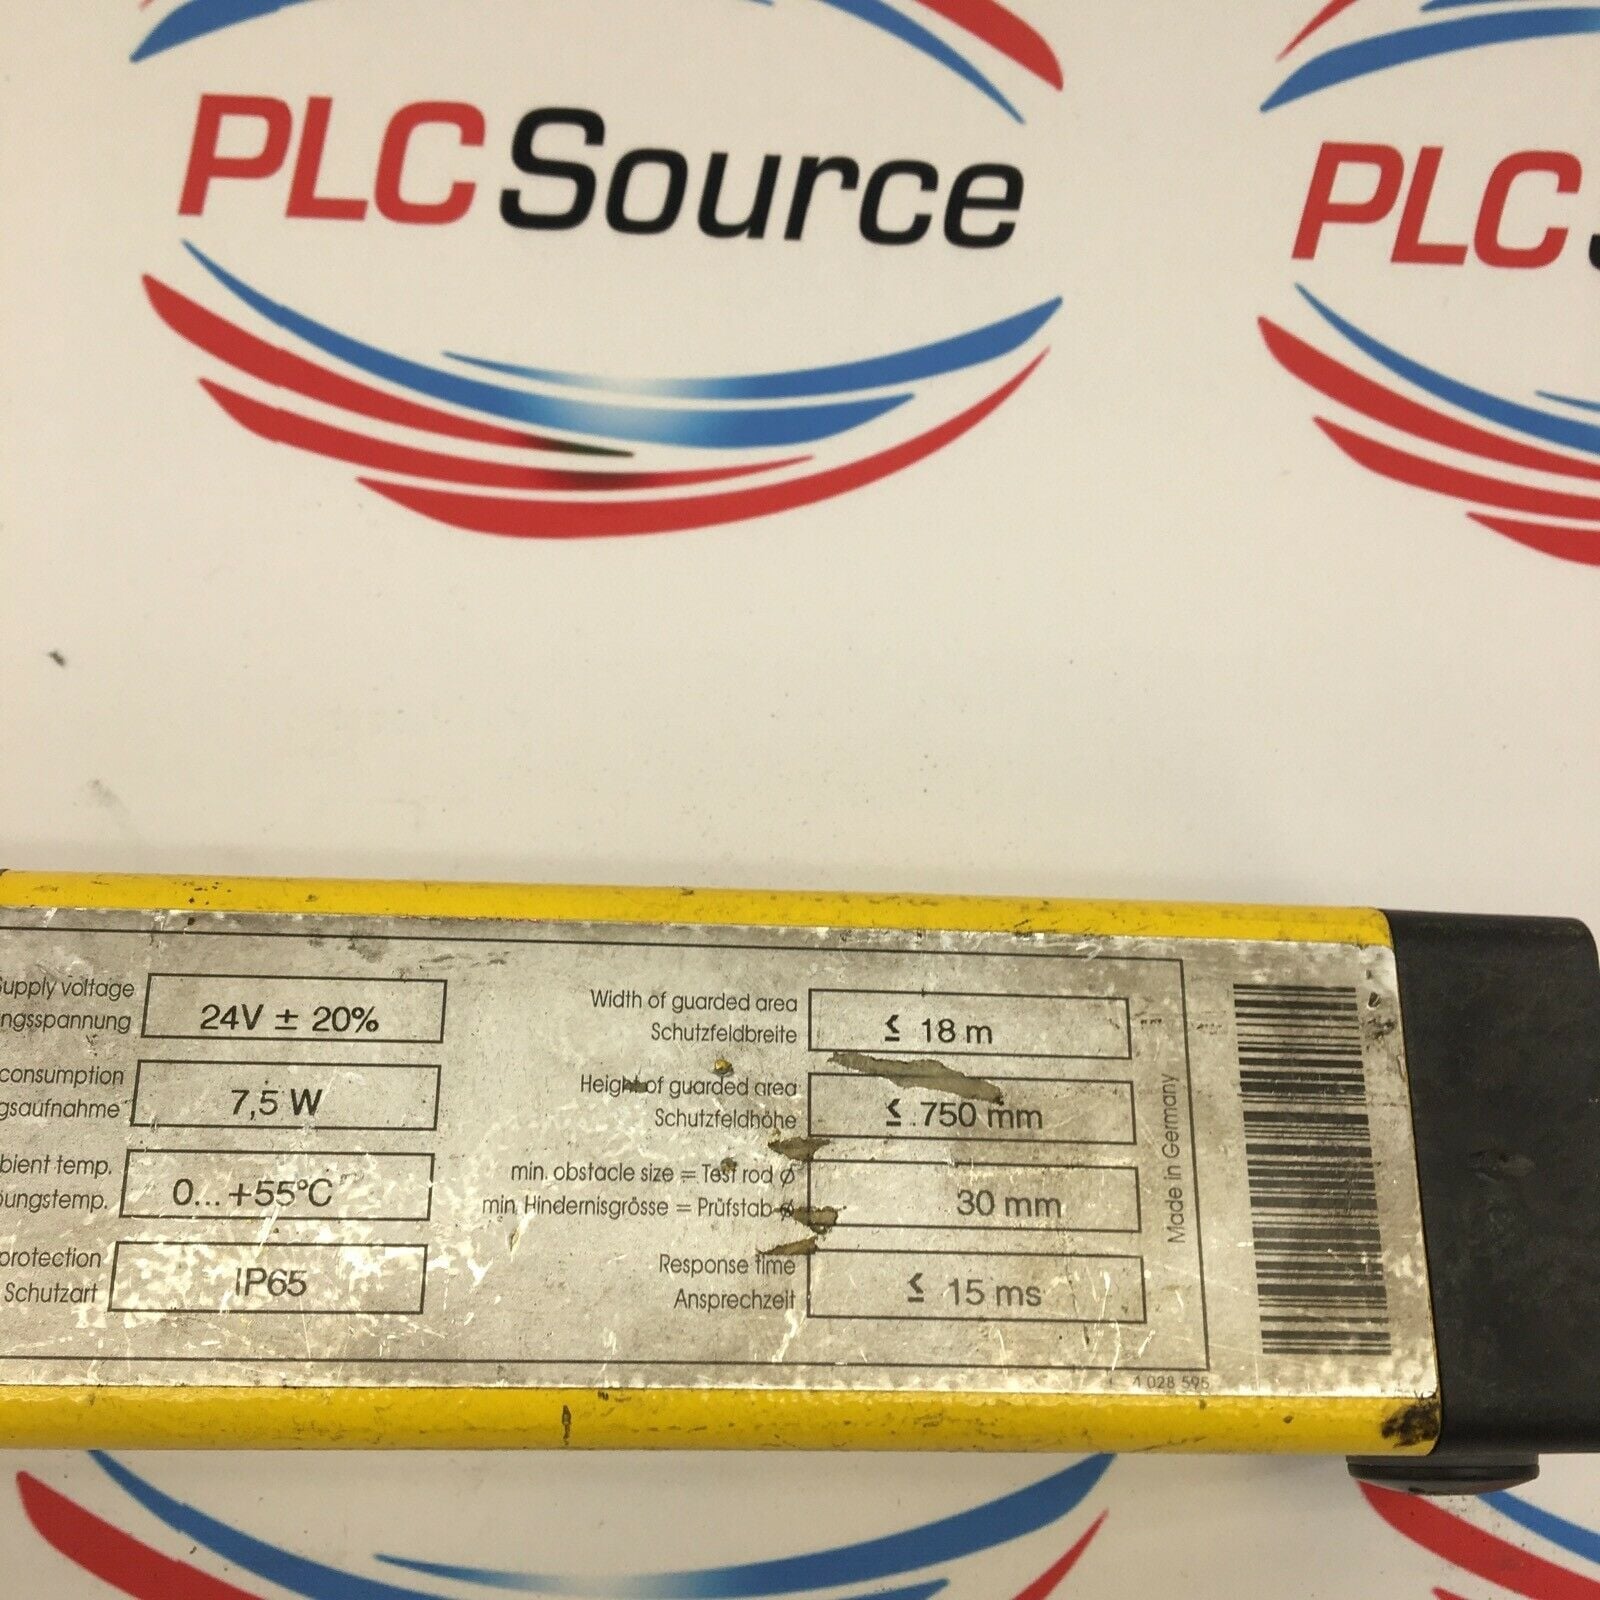 PLC Source
PLC
Supply voltage
ngsspannung
24V ± 20%
consumption
gsaufnahme
7,5 W
bient temp.
ungstemp.
0...+55°C
protection
Schutzart
IP65
Width of guarded area
Schutzfeldbreite
≤ 18 m
Height of guarded area
Schutzfeldhöhe
≤ 750 mm
min. obstacle size = Test rod ø
min. Hindernisgrösse = Prüfstab ø
30 mm
Response time
Ansprechzeit
≤ 15 ms
Made in Germany
4 028 595